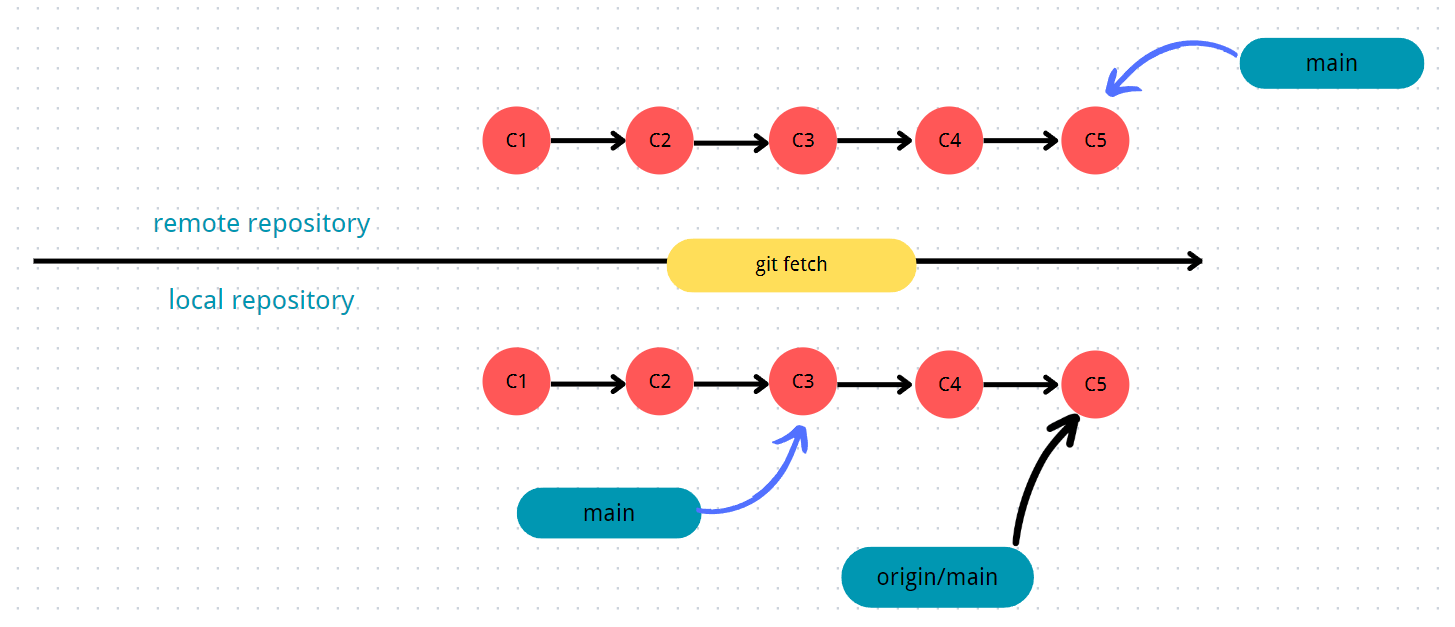 main
C1
C2
C3
C4
C5
remote repository
git fetch
local repository
C1
C2
C3
C4
C5
main
origin/main